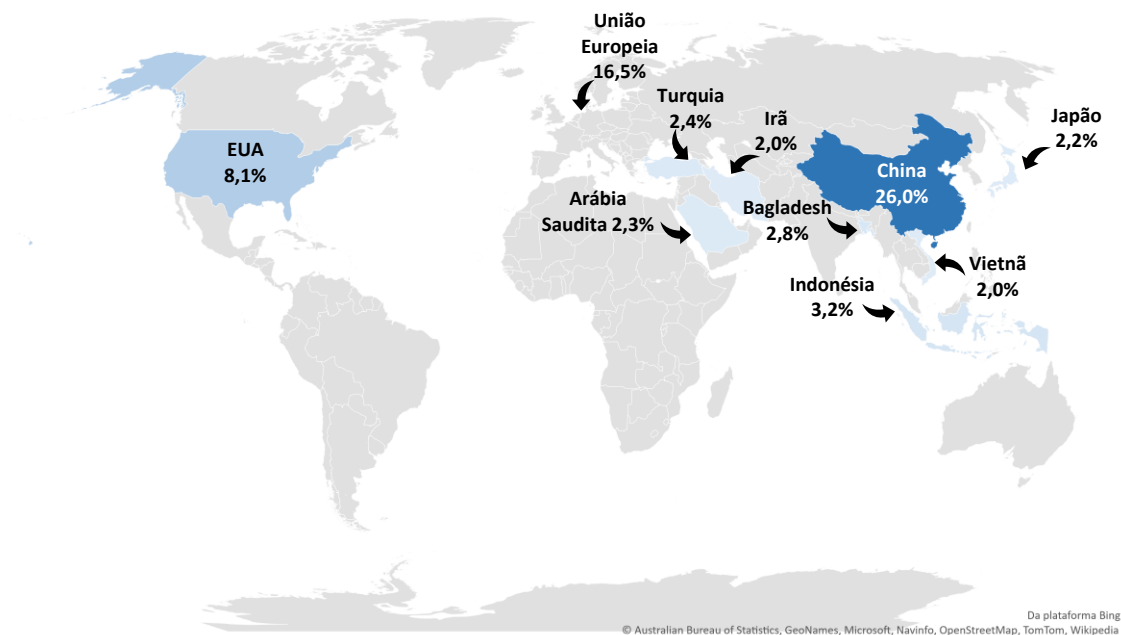 União
Europeia
16,5%
Turquia
2,4%
Irã
2,0%
Japão
2,2%
EUA
8,1%
China
26,0%
Arábia
Saudita 2,3%
Bagladesh
2,8%
Vietnã
2,0%
Indonésia
3,2%
Da plataforma Bing
© Australian Bureau of Statistics, GeoNames, Microsoft, Navinfo, OpenStreetMap, TomTom, Wikipedia